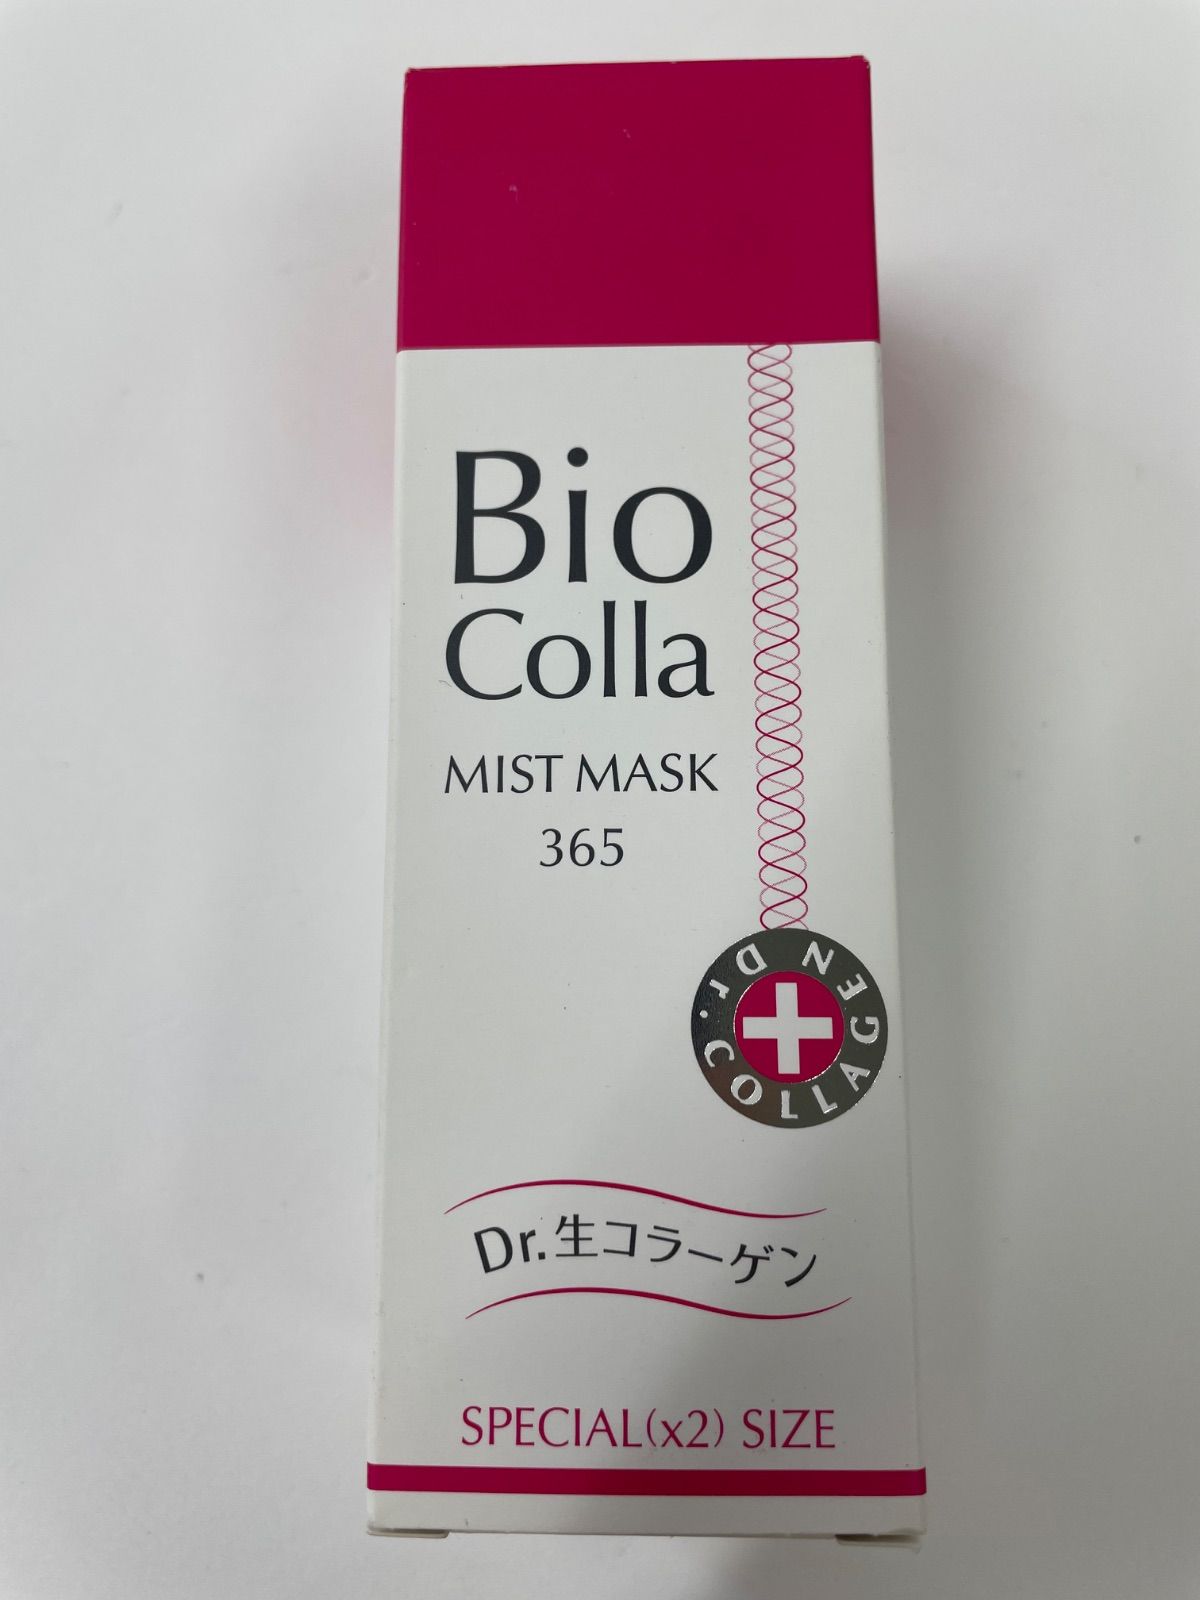 Bio
Colla
MIST MASK
365
Dr. COLLAGEN
Dr.生コラーゲン
SPECIAL(x2) SIZE